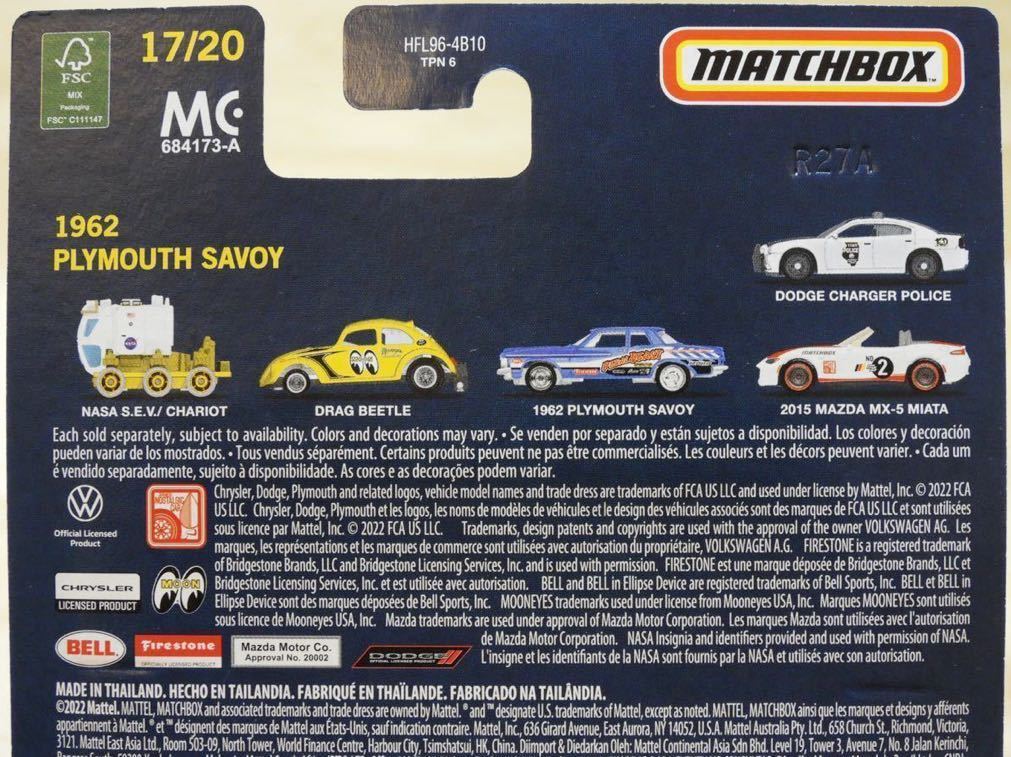 FSC
MIX
Packaging
FSC™ C111147
17/20
MC
684173-A
HFL96-4B10
TPN 6
MATCHBOX™
R27A
1962
PLYMOUTH SAVOY
DODGE CHARGER POLICE
NASA S.E.V./ CHARIOT
DRAG BEETLE
1962 PLYMOUTH SAVOY
2015 MAZDA MX-5 MIATA
Each sold separately, subject to availability. Colors and decorations may vary. • Se venden por separado y están sujetos a disponibilidad. Los colores y decoración
pueden variar de los mostrados. • Tous vendus séparément. Certains produits peuvent ne pas être commercialisés. Les couleurs et les décors peuvent varier. • Cada um
é vendido separadamente, sujeito à disponibilidade. As cores e as decorações podem variar.
Official Licensed
Product
Chrysler, Dodge, Plymouth and related logos, vehicle model names and trade dress are trademarks of FCA US LLC and used under license by Mattel, Inc. © 2022 FCA
US LLC. Chrysler, Dodge, Plymouth et les logos, les noms de modèles de véhicules et le design des véhicules associés sont des marques de FCA US LLC et sont utilisés
sous licence par Mattel, Inc. © 2022 FCA US LLC. Trademarks, design patents and copyrights are used with the approval of the owner VOLKSWAGEN AG. Les
marques, les représentations et les marques de commerce sont utilisées avec autorisation du propriétaire, VOLKSWAGEN A.G. FIRESTONE is a registered trademark
of Bridgestone Brands, LLC and Bridgestone Licensing Services, Inc. and is used with permission. FIRESTONE est une marque déposée de Bridgestone Brands, LLC et
Bridgestone Licensing Services, Inc. et est utilisée avec autorisation. BELL and BELL in Ellipse Device are registered trademarks of Bell Sports, Inc. BELL et BELL in
Ellipse Device sont des marques déposées de Bell Sports, Inc. MOONEYES trademarks used under license from Mooneyes USA, Inc. Marques MOONEYES sont utilisés
sous licence de Mooneyes USA, Inc. Mazda trademarks are used under approval of Mazda Motor Corporation. Les marques Mazda sont utilisées avec l'autorisation
de Mazda Motor Corporation. NASA Insignia and identifiers provided and used with permission of NASA.
L'insigne et les identifiants de la NASA sont fournis par la NASA et utilisés avec son autorisation.
CHRYSLER
LICENSED PRODUCT
MOON
BELL
Firestone
OFFICIALLY LICENSED PRODUCT
Mazda Motor Co.
Approval No. 20002
DODGE
OFFICIAL LICENSED PRODUCT
MADE IN THAILAND. HECHO EN TAILANDIA. FABRIQUÉ EN THAÏLANDE. FABRICADO NA TAILÂNDIA.
©2022 Mattel. MATTEL, MATCHBOX and associated trademarks and trade dress are owned by Mattel. ® and ™ designate U.S. trademarks of Mattel, except as noted. MATTEL, MATCHBOX ainsi que les marques et designs y afférents
appartiennent à Mattel. ® et ™ désignent des marques de Mattel aux États-Unis, sauf indication contraire. Mattel, Inc., 636 Girard Avenue, East Aurora, NY 14052, U.S.A. Mattel Australia Pty. Ltd., 658 Church St., Richmond, Victoria,
3121. Mattel East Asia Ltd., Room 503-09, North Tower, World Finance Centre, Harbour City, Tsimshatsui, HK, China. Diimport & Diedarkan Oleh: Mattel Continental Asia Sdn Bhd. Level 19, Tower 3, Avenue 7, No. 8 Jalan Kerinchi,